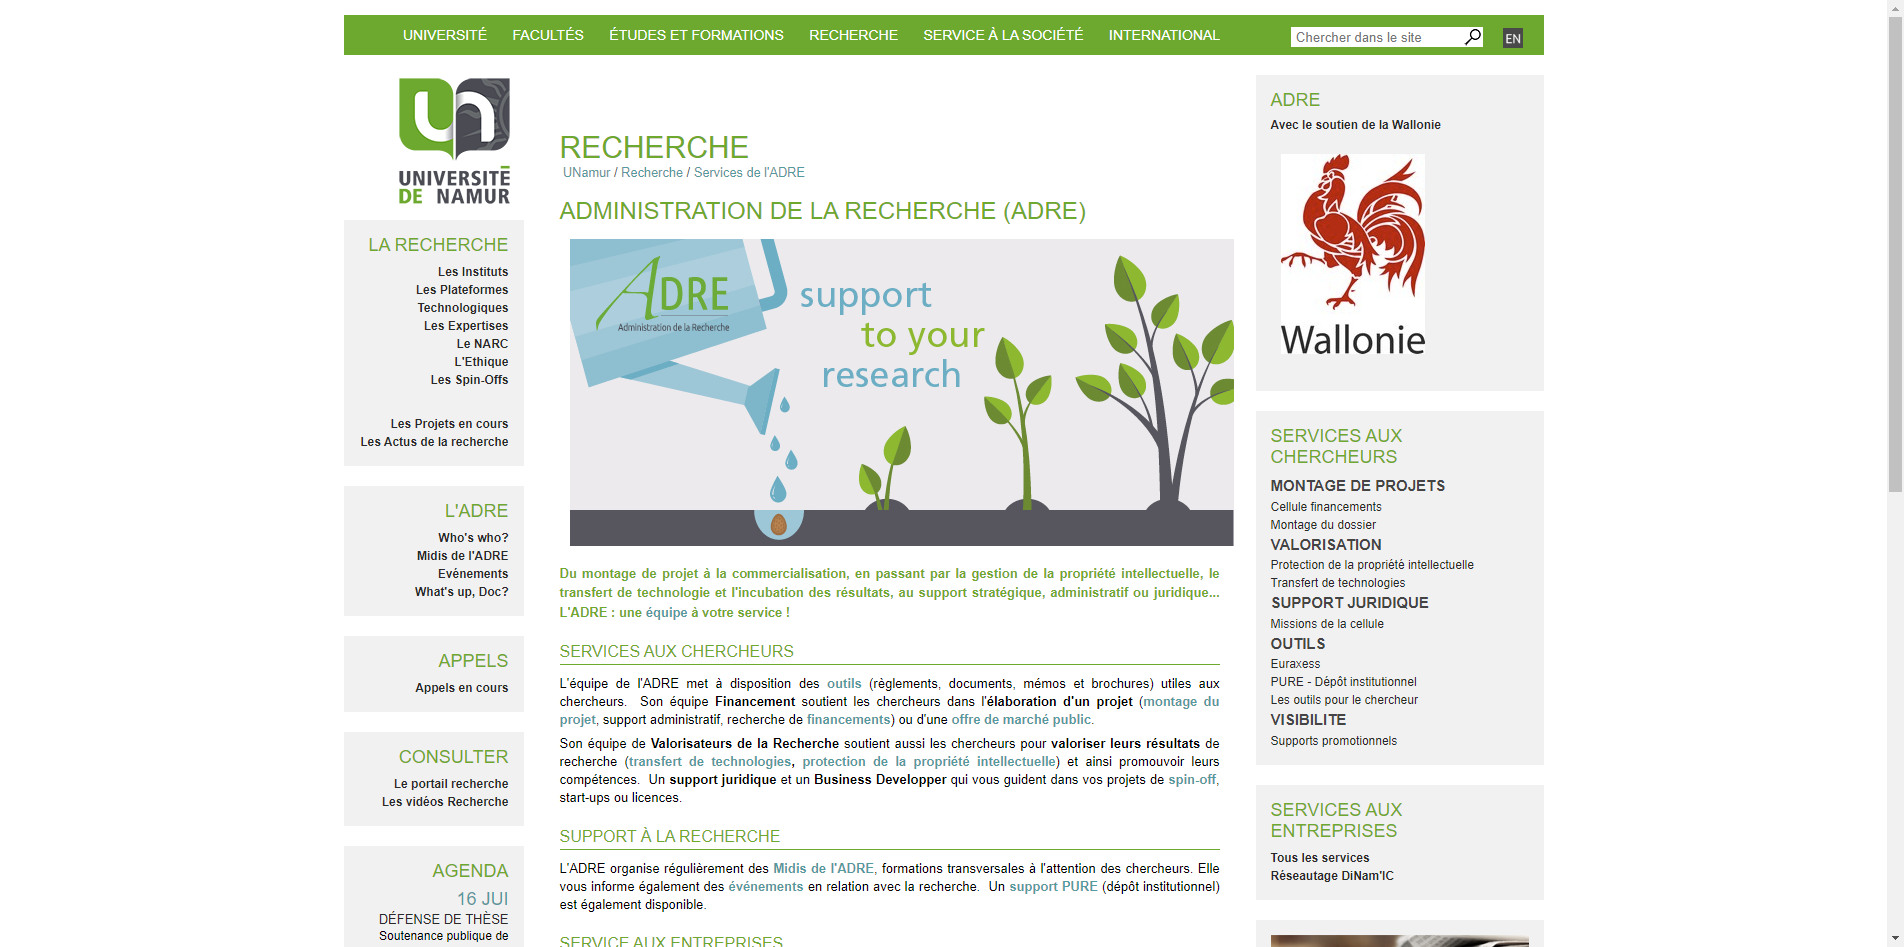 UNIVERSITÉ FACULTÉS ÉTUDES ET FORMATIONS RECHERCHE SERVICE À LA SOCIÉTÉ INTERNATIONAL Chercher dans le site EN
UNIVERSITÉ
DE NAMUR
LA RECHERCHE
Les Instituts
Les Plateformes
Technologiques
Les Expertises
Le NARC
L'Ethique
Les Spin-Offs
Les Projets en cours
Les Actus de la recherche
L'ADRE
Who's who?
Midis de l'ADRE
Evénements
What's up, Doc?
APPELS
Appels en cours
CONSULTER
Le portail recherche
Les vidéos Recherche
AGENDA
16 JUI
DÉFENSE DE THÈSE
Soutenance publique de
RECHERCHE
UNamur / Recherche / Services de l'ADRE
ADMINISTRATION DE LA RECHERCHE (ADRE)
ADRE
Administration de la Recherche
support
to your
research
Du montage de projet à la commercialisation, en passant par la gestion de la propriété intellectuelle, le
transfert de technologie et l'incubation des résultats, au support stratégique, administratif ou juridique...
L'ADRE : une équipe à votre service !
SERVICES AUX CHERCHEURS
L'équipe de l'ADRE met à disposition des outils (règlements, documents, mémos et brochures) utiles aux
chercheurs. Son équipe Financement soutient les chercheurs dans l'élaboration d'un projet (montage du
projet, support administratif, recherche de financements) ou d'une offre de marché public.
Son équipe de Valorisateurs de la Recherche soutient aussi les chercheurs pour valoriser leurs résultats de
recherche (transfert de technologies, protection de la propriété intellectuelle) et ainsi promouvoir leurs
compétences. Un support juridique et un Business Developper qui vous guident dans vos projets de spin-off,
start-ups ou licences.
SUPPORT À LA RECHERCHE
L'ADRE organise régulièrement des Midis de l'ADRE, formations transversales à l'attention des chercheurs. Elle
vous informe également des événements en relation avec la recherche. Un support PURE (dépôt institutionnel)
est également disponible.
SERVICE AUX ENTREPRISES
ADRE
Avec le soutien de la Wallonie
Wallonie
SERVICES AUX
CHERCHEURS
MONTAGE DE PROJETS
Cellule financements
Montage du dossier
VALORISATION
Protection de la propriété intellectuelle
Transfert de technologies
SUPPORT JURIDIQUE
Missions de la cellule
OUTILS
Euraxess
PURE - Dépôt institutionnel
Les outils pour le chercheur
VISIBILITE
Supports promotionnels
SERVICES AUX
ENTREPRISES
Tous les services
Réseautage DiNam'IC